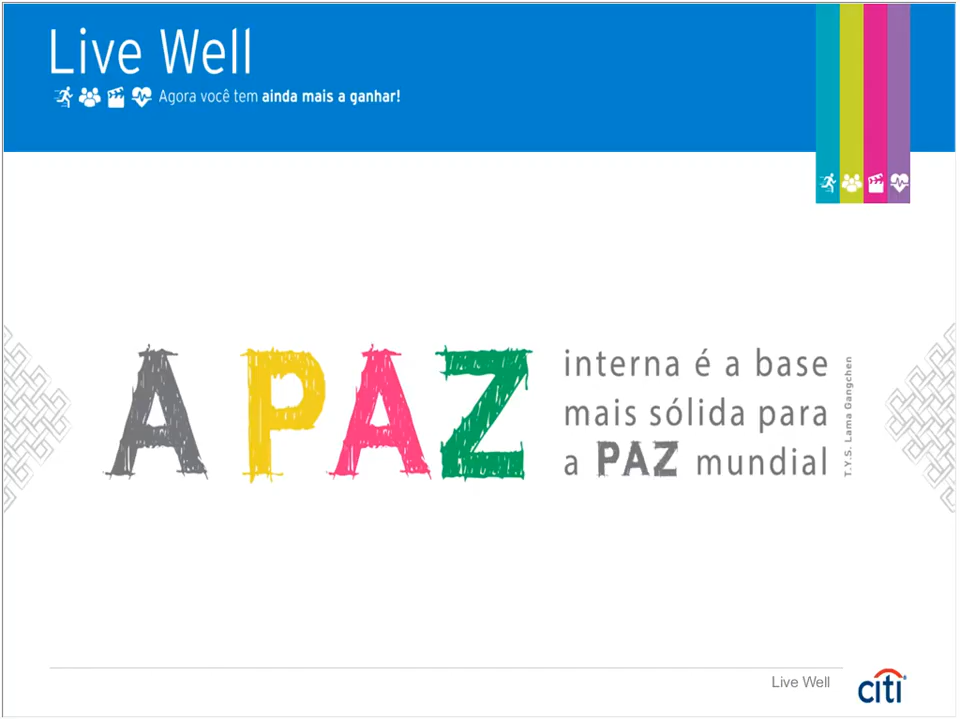 Live Well
Agora você tem ainda mais a ganhar!
A PAZ
interna é a base
mais sólida para
a PAZ mundial
T.Y.S. Lama Gangchen
Live Well
citi